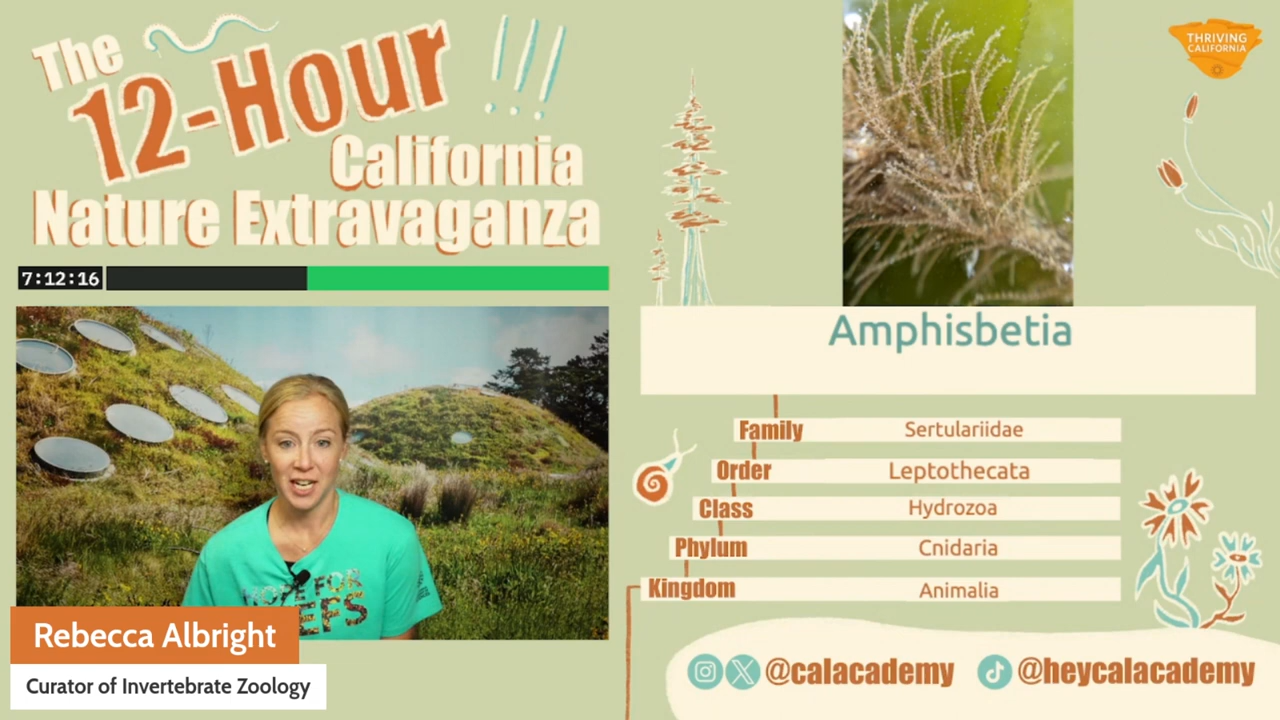 The
12-Hour!!!
California
Nature Extravaganza
7:12:16
THRIVING
CALIFORNIA
Amphisbetia
Family Sertulariidae
Order Leptothecata
Class Hydrozoa
Phylum Cnidaria
Kingdom Animalia
Rebecca Albright
Curator of Invertebrate Zoology
@calacademy @heycalacademy